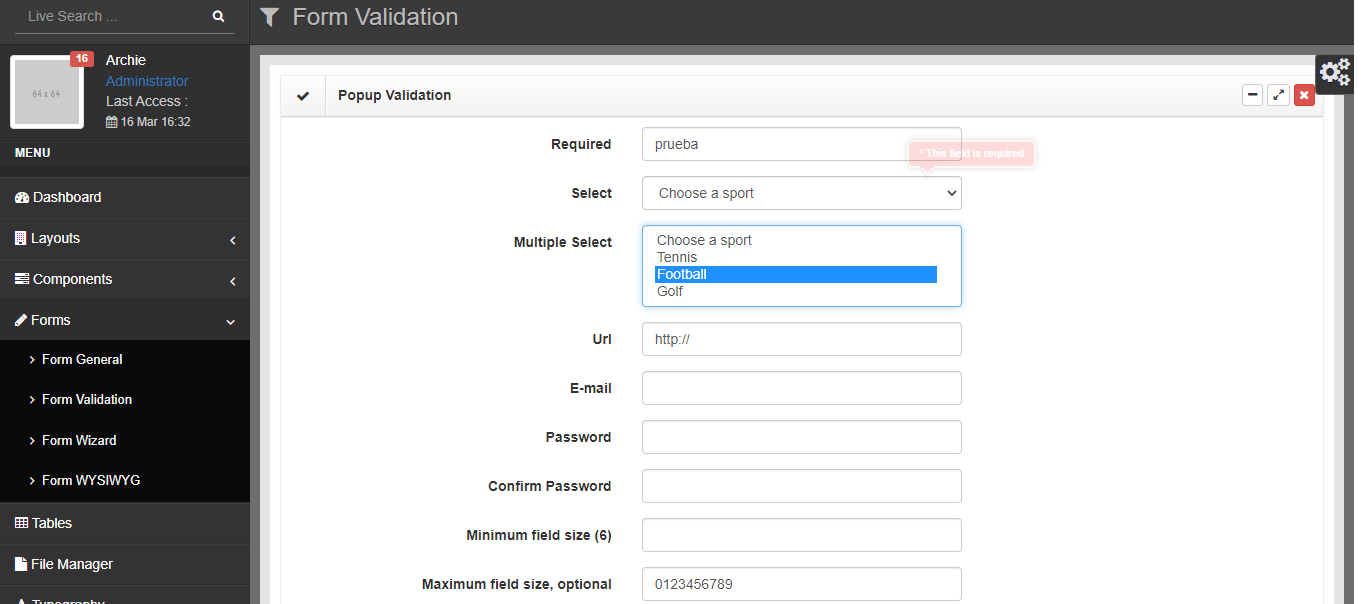 Live Search ...
Form Validation
16
Archie
Administrator
Last Access :
16 Mar 16:32
64 x 64
MENU
Dashboard
Layouts
Components
Forms
Form General
Form Validation
Form Wizard
Form WYSIWYG
Tables
File Manager
Typography
Popup Validation
Required
prueba
* This field is required
Select
Choose a sport
Multiple Select
Choose a sport
Tennis
Football
Golf
Url
http://
E-mail
Password
Confirm Password
Minimum field size (6)
Maximum field size, optional
0123456789